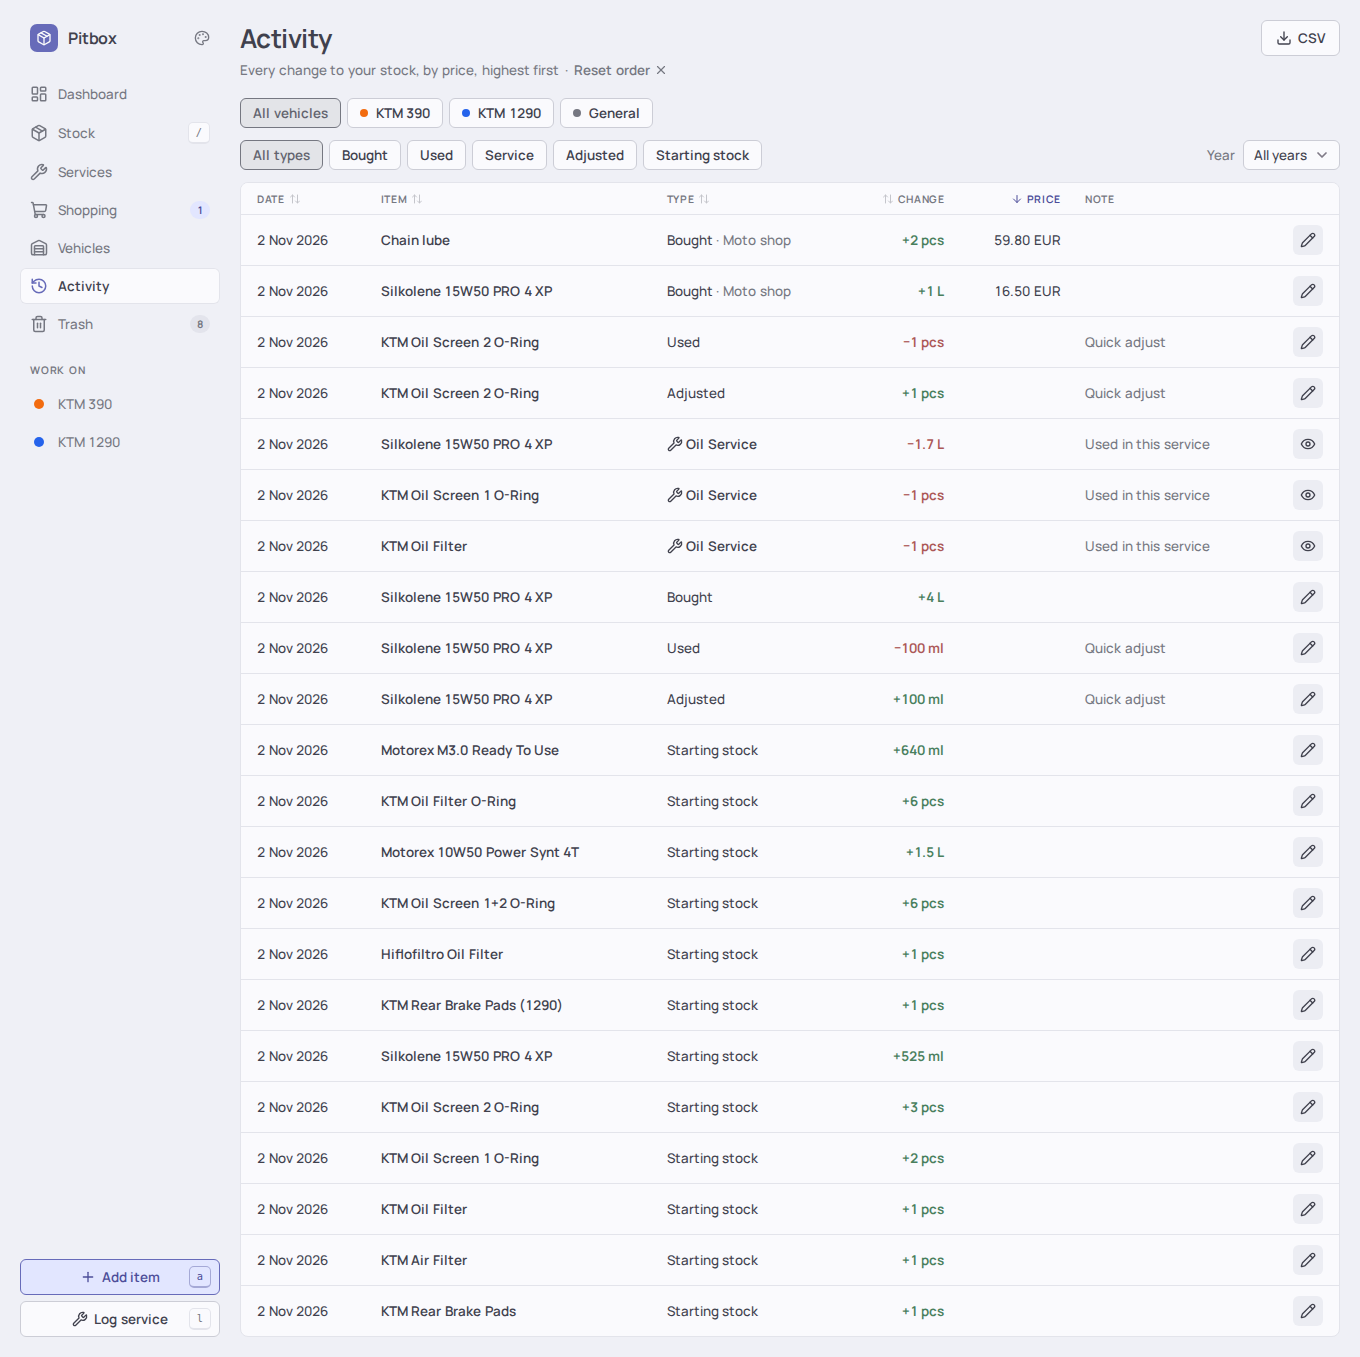 Pitbox
Dashboard
Stock /
Services
Shopping 1
Vehicles
Activity
Trash 8
WORK ON
KTM 390
KTM 1290
+ Add item a
Log service l
Activity
CSV
Every change to your stock, by price, highest first · Reset order ×
All vehicles KTM 390 KTM 1290 General
All types Bought Used Service Adjusted Starting stock Year All years
DATE ITEM TYPE CHANGE PRICE NOTE
2 Nov 2026 Chain lube Bought · Moto shop +2 pcs 59.80 EUR
2 Nov 2026 Silkolene 15W50 PRO 4 XP Bought · Moto shop +1 L 16.50 EUR
2 Nov 2026 KTM Oil Screen 2 O-Ring Used −1 pcs Quick adjust
2 Nov 2026 KTM Oil Screen 2 O-Ring Adjusted +1 pcs Quick adjust
2 Nov 2026 Silkolene 15W50 PRO 4 XP Oil Service −1.7 L Used in this service
2 Nov 2026 KTM Oil Screen 1 O-Ring Oil Service −1 pcs Used in this service
2 Nov 2026 KTM Oil Filter Oil Service −1 pcs Used in this service
2 Nov 2026 Silkolene 15W50 PRO 4 XP Bought +4 L
2 Nov 2026 Silkolene 15W50 PRO 4 XP Used −100 ml Quick adjust
2 Nov 2026 Silkolene 15W50 PRO 4 XP Adjusted +100 ml Quick adjust
2 Nov 2026 Motorex M3.0 Ready To Use Starting stock +640 ml
2 Nov 2026 KTM Oil Filter O-Ring Starting stock +6 pcs
2 Nov 2026 Motorex 10W50 Power Synt 4T Starting stock +1.5 L
2 Nov 2026 KTM Oil Screen 1+2 O-Ring Starting stock +6 pcs
2 Nov 2026 Hiflofiltro Oil Filter Starting stock +1 pcs
2 Nov 2026 KTM Rear Brake Pads (1290) Starting stock +1 pcs
2 Nov 2026 Silkolene 15W50 PRO 4 XP Starting stock +525 ml
2 Nov 2026 KTM Oil Screen 2 O-Ring Starting stock +3 pcs
2 Nov 2026 KTM Oil Screen 1 O-Ring Starting stock +2 pcs
2 Nov 2026 KTM Oil Filter Starting stock +1 pcs
2 Nov 2026 KTM Air Filter Starting stock +1 pcs
2 Nov 2026 KTM Rear Brake Pads Starting stock +1 pcs